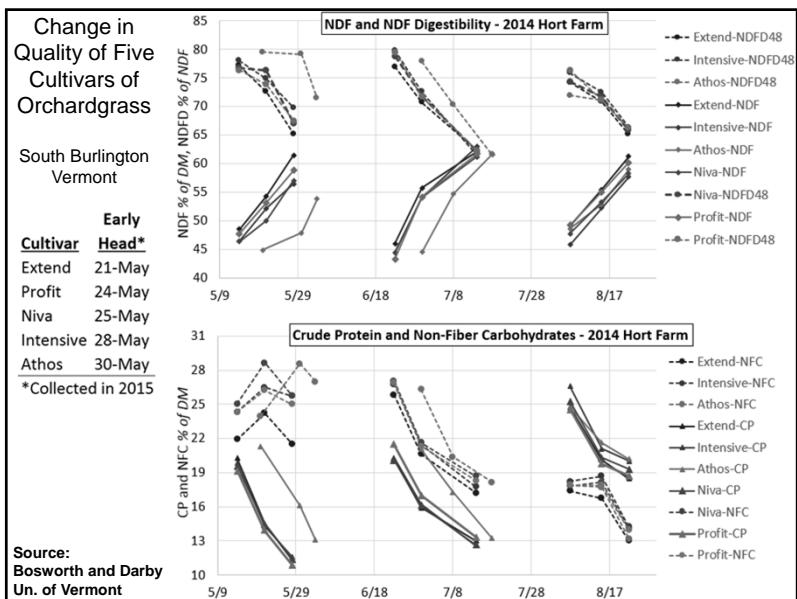 Change in
Quality of Five
Cultivars of
Orchardgrass
South Burlington
Vermont
Early
Cultivar Head*
Extend 21-May
Profit 24-May
Niva 25-May
Intensive 28-May
Athos 30-May
*Collected in 2015
Source:
Bosworth and Darby
Un. of Vermont
NDF and NDF Digestibility - 2014 Hort Farm
NDF % of DM, NDFD % of NDF
85
80
75
70
65
60
55
50
45
40
5/9 5/29 6/18 7/8 7/28 8/17
Extend-NDFD48
Intensive-NDFD48
Athos-NDFD48
Extend-NDF
Intensive-NDF
Athos-NDF
Niva-NDF
Niva-NDFD48
Profit-NDF
Profit-NDFD48
Crude Protein and Non-Fiber Carbohydrates - 2014 Hort Farm
CP and NFC % of DM
31
28
25
22
19
16
13
10
5/9 5/29 6/18 7/8 7/28 8/17
Extend-NFC
Intensive-NFC
Athos-NFC
Extend-CP
Intensive-CP
Athos-CP
Niva-CP
Niva-NFC
Profit-CP
Profit-NFC